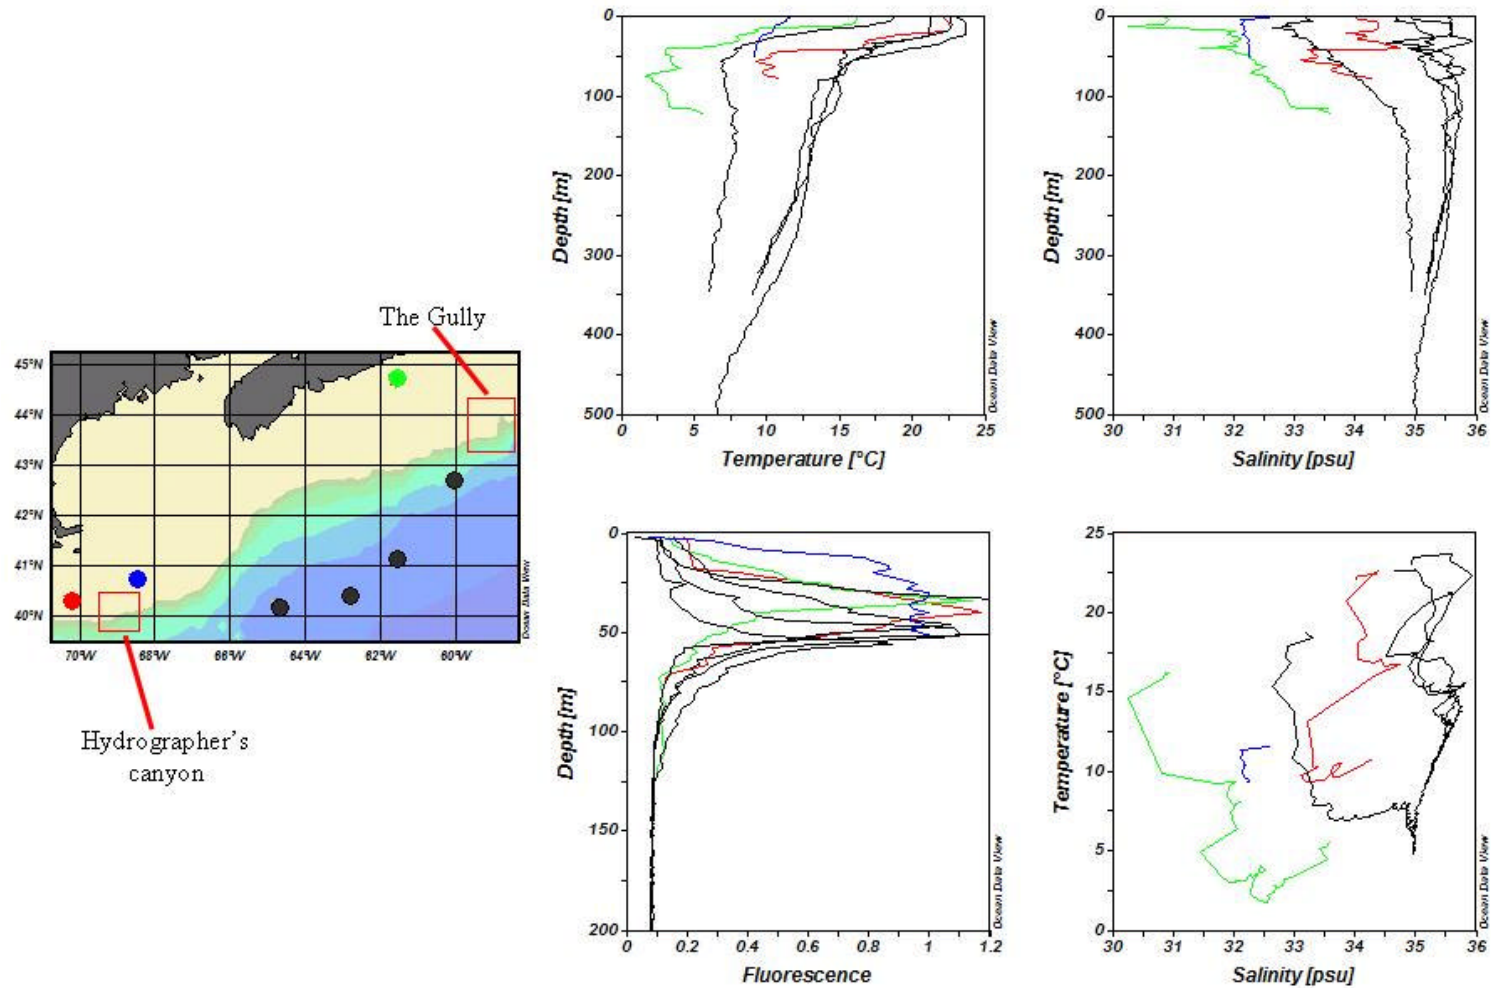 The Gully
45°N
44°N
43°N
42°N
41°N
40°N
70°W 68°W 66°W 64°W 62°W 60°W
Ocean Data View
Hydrographer's
canyon
0
100
200
300
400
500
Depth [m]
0 5 10 15 20 25
Temperature [°C]
Ocean Data View
0
100
200
300
400
500
Depth [m]
30 31 32 33 34 35 36
Salinity [psu]
Ocean Data View
0
50
100
150
200
Depth [m]
0 0.2 0.4 0.6 0.8 1 1.2
Fluorescence
Ocean Data View
25
20
15
10
5
0
Temperature [°C]
30 31 32 33 34 35 36
Salinity [psu]
Ocean Data View